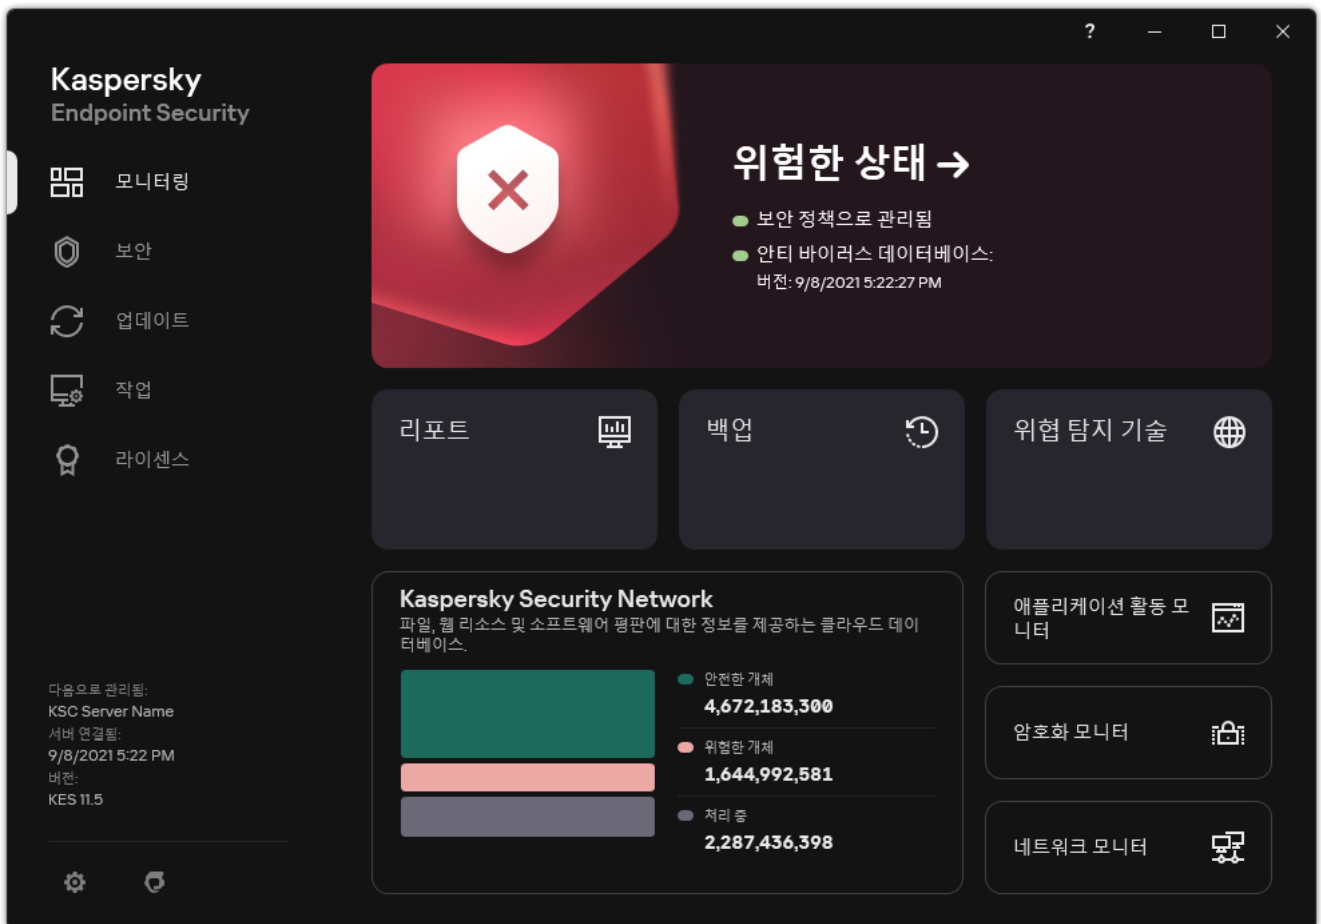 ?
Kaspersky
Endpoint Security
모니터링
보안
업데이트
작업
라이센스
다음으로 관리됨:
KSC Server Name
서버 연결됨:
9/8/2021 5:22 PM
버전:
KES 11.5
위험한 상태
보안 정책으로 관리됨
안티 바이러스 데이터베이스:
버전: 9/8/2021 5:22:27 PM
리포트
백업
위협 탐지 기술
Kaspersky Security Network
파일, 웹 리소스 및 소프트웨어 평판에 대한 정보를 제공하는 클라우드 데이
터베이스.
안전한 개체
4,672,183,300
위험한 개체
1,644,992,581
처리 중
2,287,436,398
애플리케이션 활동 모
니터
암호화 모니터
네트워크 모니터